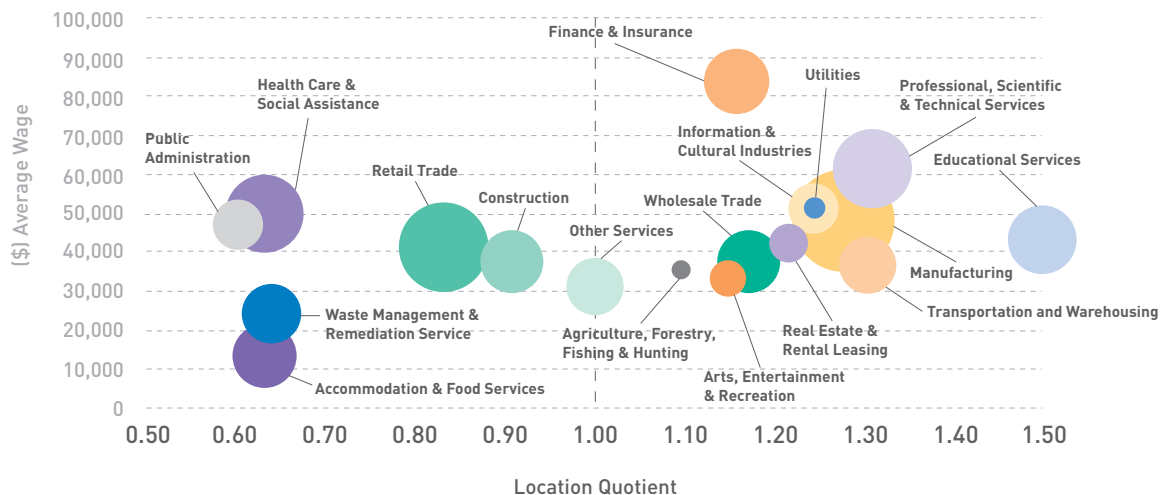 100,000
90,000
80,000
70,000
60,000
50,000
40,000
30,000
20,000
10,000
0
($) Average Wage
Finance & Insurance
Utilities
Health Care &
Social Assistance
Professional, Scientific
& Technical Services
Public
Administration
Information &
Cultural Industries
Educational Services
Retail Trade
Construction
Wholesale Trade
Other Services
Manufacturing
Transportation and Warehousing
Waste Management &
Remediation Service
Agriculture, Forestry,
Fishing & Hunting
Real Estate &
Rental Leasing
Arts, Entertainment
& Recreation
Accommodation & Food Services
0.50 0.60 0.70 0.80 0.90 1.00 1.10 1.20 1.30 1.40 1.50
Location Quotient